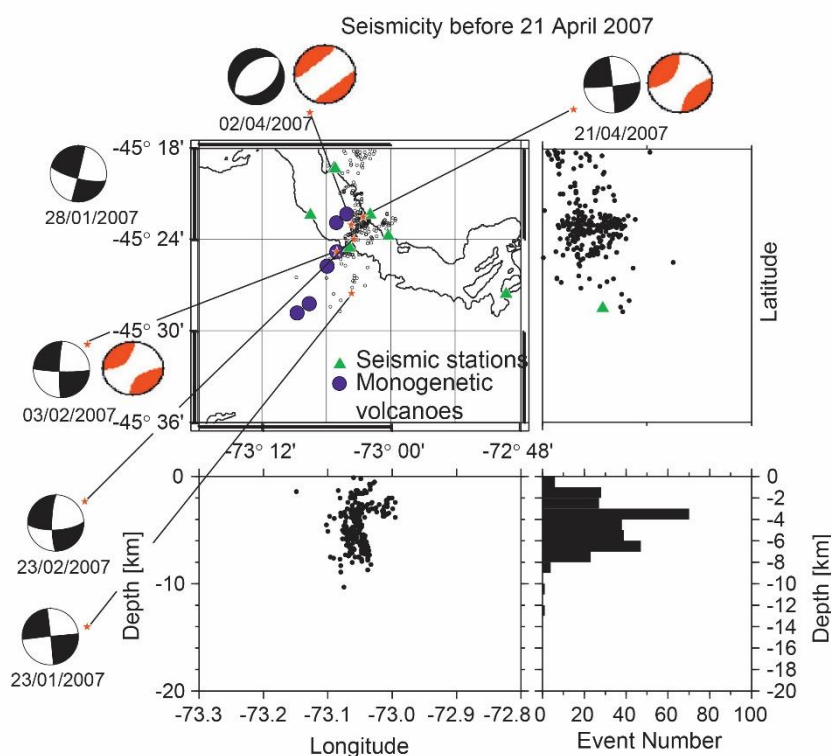 Seismicity before 21 April 2007
02/04/2007
21/04/2007
28/01/2007
-45° 18'
-45° 24'
-45° 30'
-45° 36'
Latitude
Seismic stations
Monogenetic
volcanoes
03/02/2007
-73° 12' -73° 00' -72° 48'
23/02/2007
23/01/2007
0
-10
-20
Depth [km]
-73.3 -73.2 -73.1 -73.0 -72.9 -72.8
Longitude
0
-2
-4
-6
-8
-10
-12
-14
-16
-18
-20
Depth [km]
0 20 40 60 80 100
Event Number